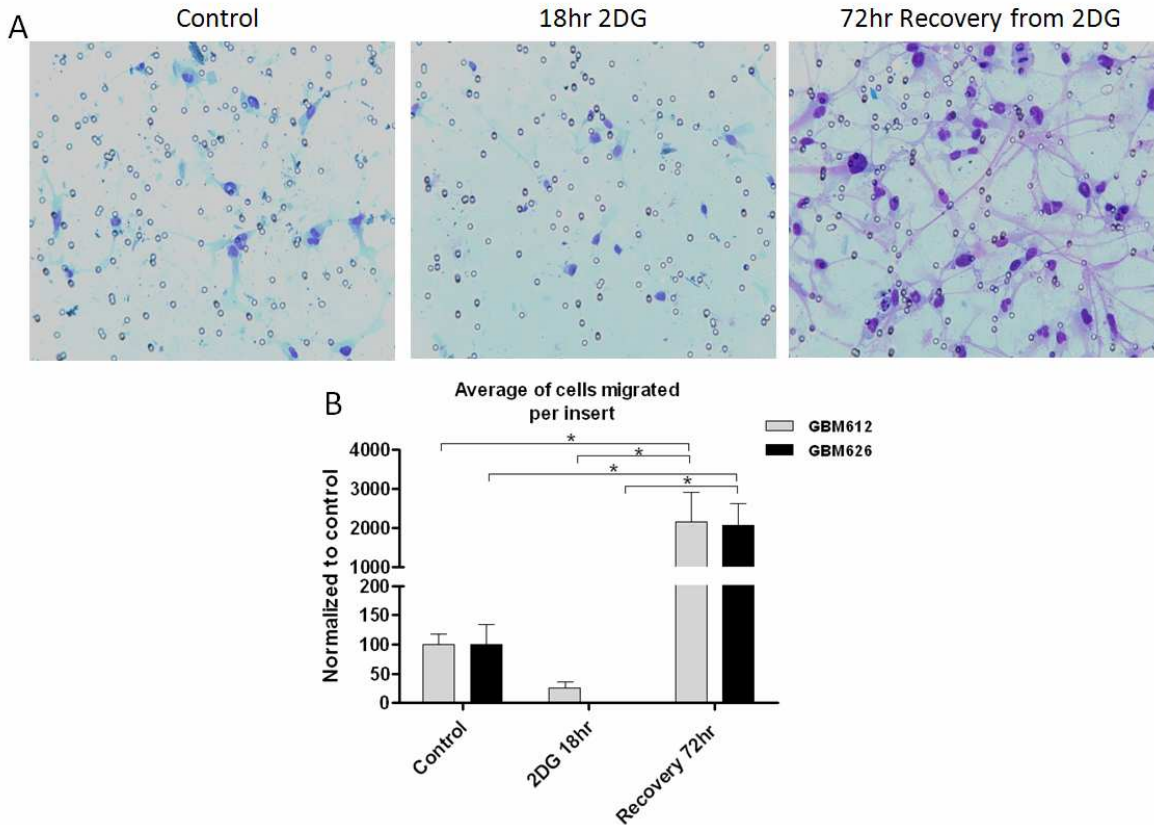 A
Control
18hr 2DG
72hr Recovery from 2DG
B
Average of cells migrated
per insert
GBM612
GBM626
*
*
*
*
Normalized to control
4000
3000
2000
1000
200
150
100
50
0
Control
2DG 18hr
Recovery 72hr